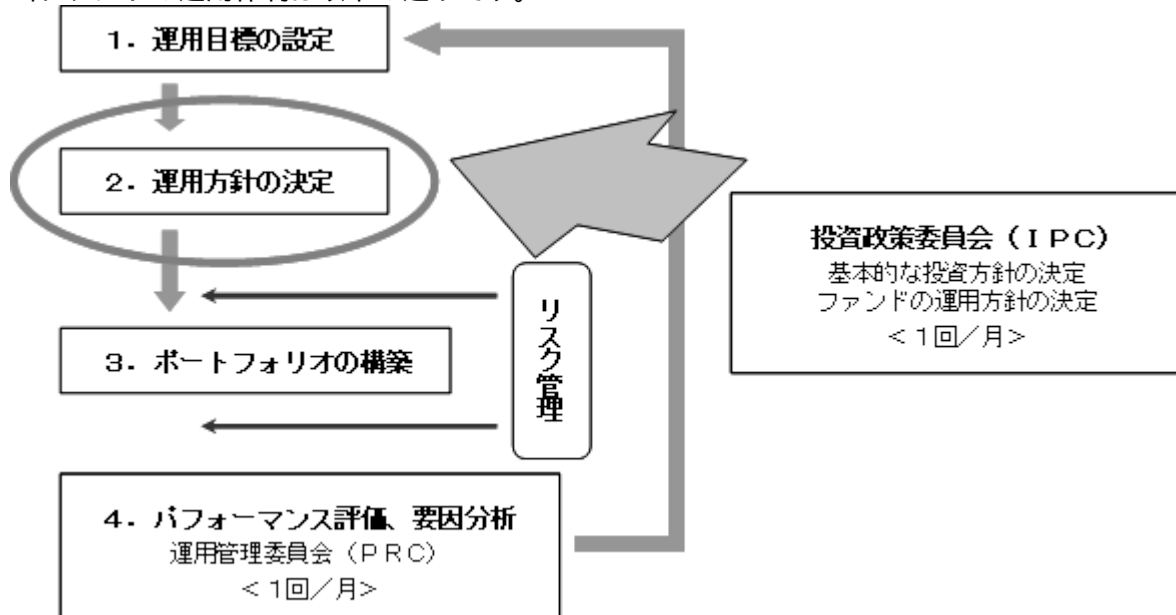 1．運用目標の設定
2．運用方針の決定
投資政策委員会（ＩＰＣ）
基本的な投資方針の決定
ファンドの運用方針の決定
＜１回／月＞
リスク管理
3．ポートフォリオの構築
4．パフォーマンス評価、要因分析
運用管理委員会（ＰＲＣ）
＜１回／月＞